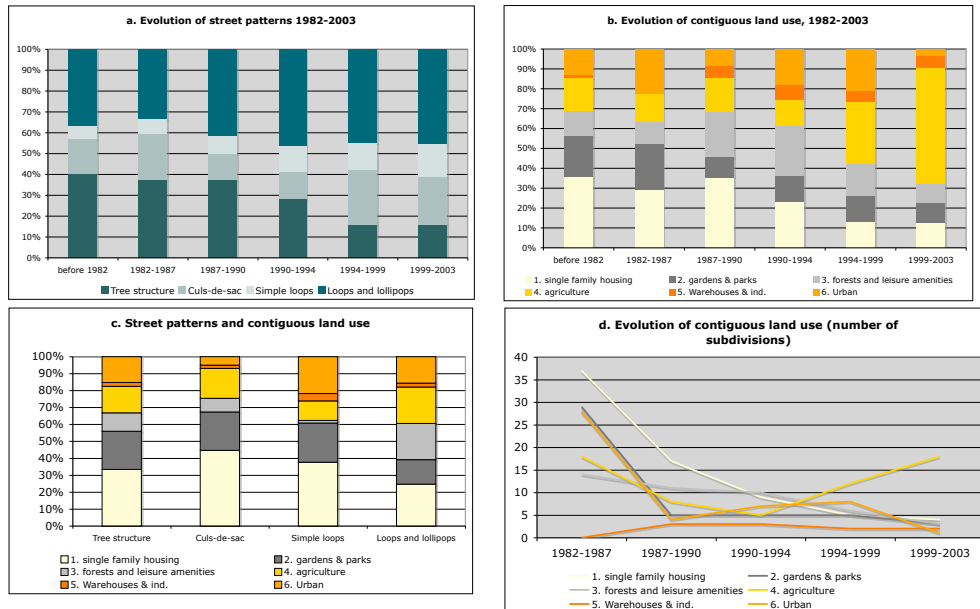 a. Evolution of street patterns 1982-2003
100%
90%
80%
70%
60%
50%
40%
30%
20%
10%
0%
before 1982 1982-1987 1987-1990 1990-1994 1994-1999 1999-2003
Tree structure Culs-de-sac Simple loops Loops and lollipops
b. Evolution of contiguous land use, 1982-2003
100%
90%
80%
70%
60%
50%
40%
30%
20%
10%
0%
before 1982 1982-1987 1987-1990 1990-1994 1994-1999 1999-2003
1. single family housing 2. gardens & parks 3. forests and leisure amenities
4. agriculture 5. Warehouses & ind. 6. Urban
c. Street patterns and contiguous land use
100%
90%
80%
70%
60%
50%
40%
30%
20%
10%
0%
Tree structure Culs-de-sac Simple loops Loops and lollipops
1. single family housing 2. gardens & parks
3. forests and leisure amenities 4. agriculture
5. Warehouses & ind. 6. Urban
d. Evolution of contiguous land use (number of
subdivisions)
40
35
30
25
20
15
10
5
0
1982-1987 1987-1990 1990-1994 1994-1999 1999-2003
1. single family housing 2. gardens & parks
3. forests and leisure amenities 4. agriculture
5. Warehouses & ind. 6. Urban